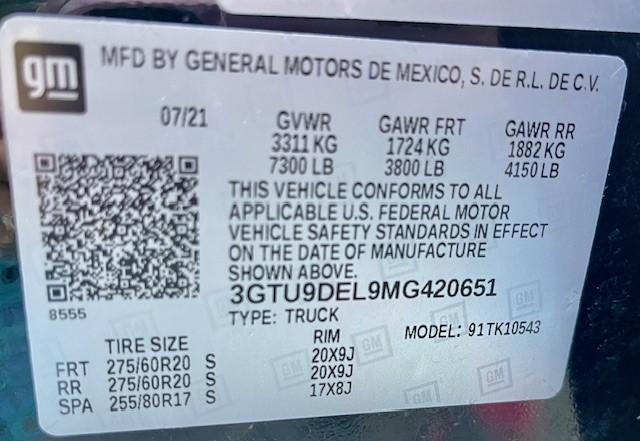 gm MFD BY GENERAL MOTORS DE MEXICO, S. DE R.L. DE C.V.
07/21 GVWR GAWR FRT GAWR RR
3311 KG 1724 KG 1882 KG
7300 LB 3800 LB 4150 LB
THIS VEHICLE CONFORMS TO ALL
APPLICABLE U.S. FEDERAL MOTOR
VEHICLE SAFETY STANDARDS IN EFFECT
ON THE DATE OF MANUFACTURE
SHOWN ABOVE.
3GTU9DEL9MG420651
8555
TYPE: TRUCK MODEL: 91TK10543
TIRE SIZE RIM
FRT 275/60R20 S 20X9J
RR 275/60R20 S 20X9J
SPA 255/80R17 S 17X8J